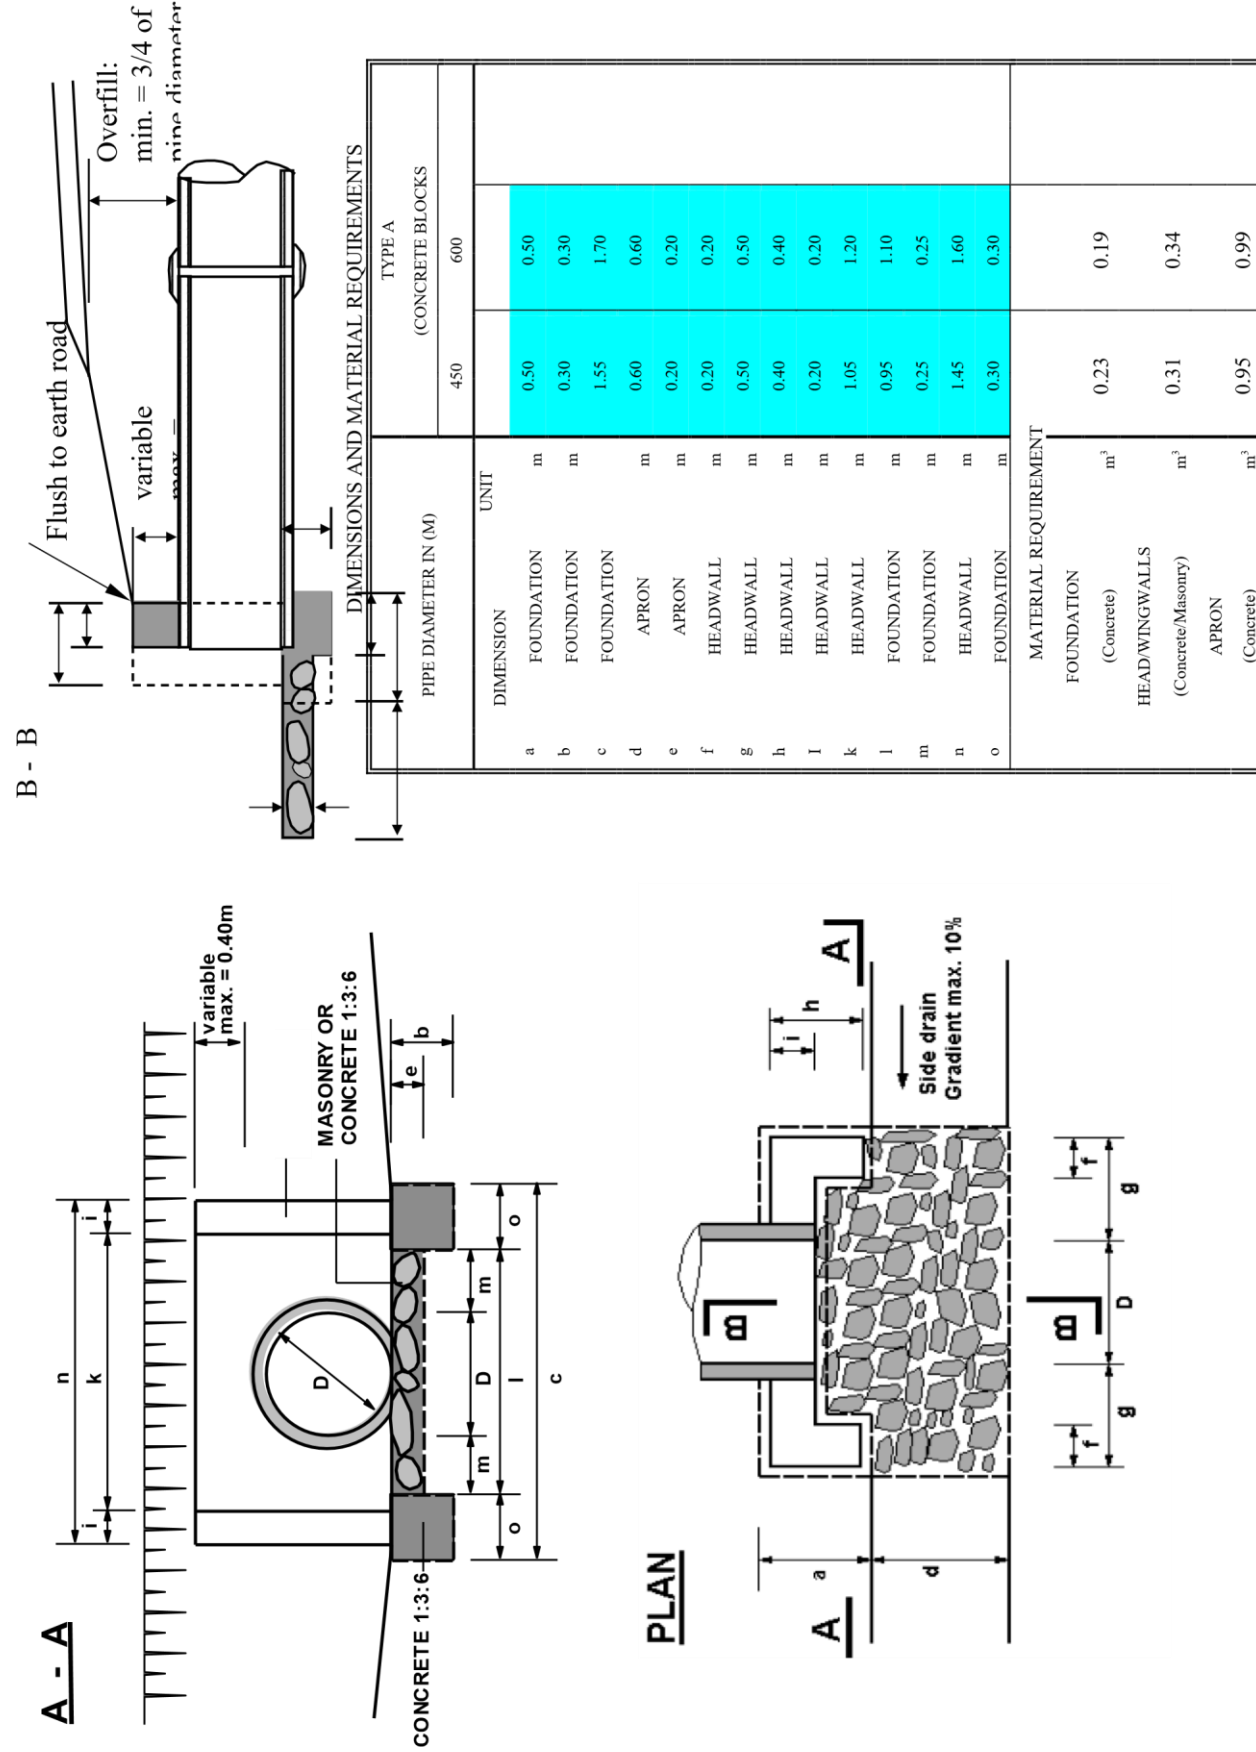 A - A
n
i
k
i
variable
max. = 0.40m
D
MASONRY OR
CONCRETE 1:3:6
e
b
CONCRETE 1:3:6
o
m
D
m
o
l
c
B - B
Flush to earth road
Overfill:
min. = 3/4 of
pipe diameter
variable
max. =
PLAN
A
A
B
B
a
d
i
h
Side drain
Gradient max. 10%
f
f
g
D
g
DIMENSIONS AND MATERIAL REQUIREMENTS
TYPE A
PIPE DIAMETER IN (M) (CONCRETE BLOCKS
450 600
UNIT
DIMENSION
a FOUNDATION m 0.50 0.50
b FOUNDATION m 0.30 0.30
c FOUNDATION m 1.55 1.70
d APRON m 0.60 0.60
e APRON m 0.20 0.20
f HEADWALL m 0.20 0.20
g HEADWALL m 0.50 0.50
h HEADWALL m 0.40 0.40
I HEADWALL m 0.20 0.20
k HEADWALL m 1.05 1.20
l FOUNDATION m 0.95 1.10
m FOUNDATION m 0.25 0.25
n HEADWALL m 1.45 1.60
o FOUNDATION m 0.30 0.30
MATERIAL REQUIREMENT
FOUNDATION
(Concrete) m³ 0.23 0.19
HEAD/WINGWALLS
(Concrete/Masonry) m³ 0.31 0.34
APRON
(Concrete) m³ 0.95 0.99